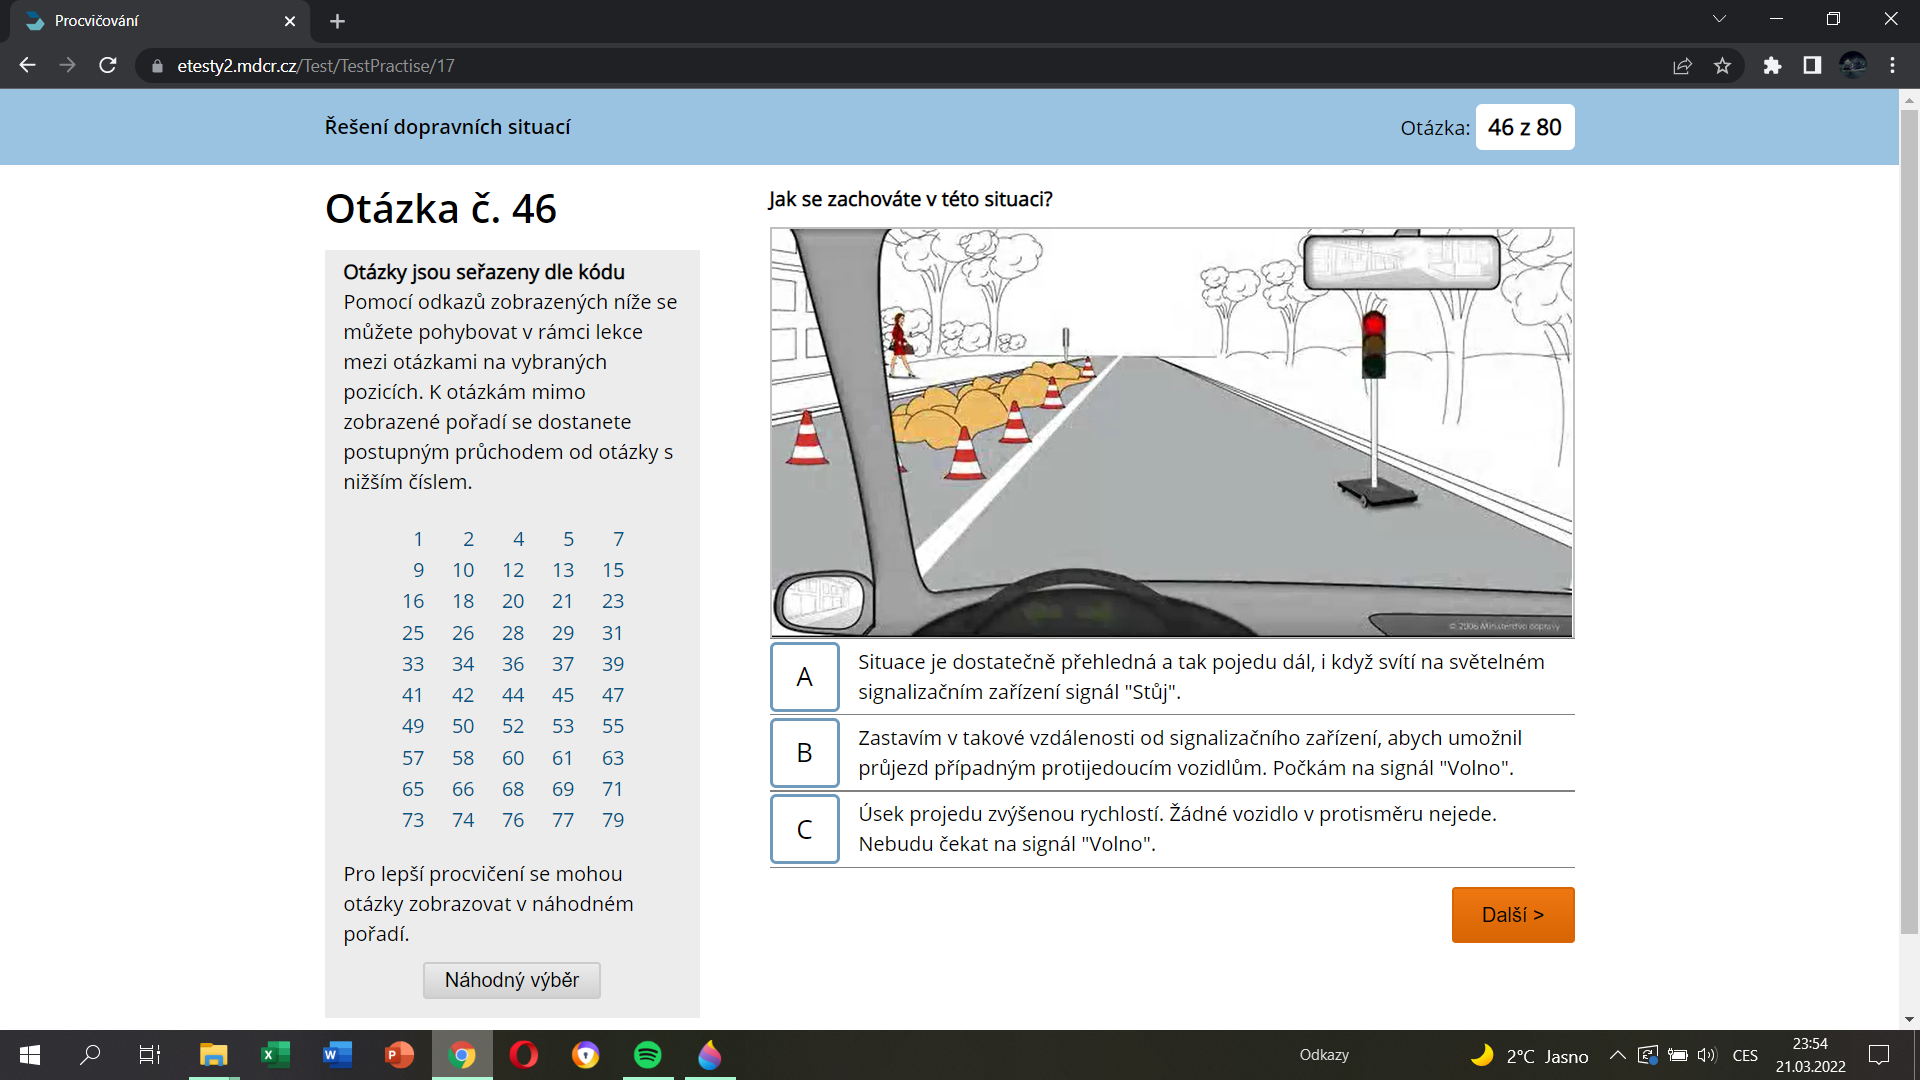 Procvičování
etesty2.mdcr.cz/Test/TestPractise/17
Řešení dopravních situací
Otázka: 46 z 80
Otázka č. 46
Otázky jsou seřazeny dle kódu
Pomocí odkazů zobrazených níže se
můžete pohybovat v rámci lekce
mezi otázkami na vybraných
pozicích. K otázkám mimo
zobrazené pořadí se dostanete
postupným průchodem od otázky s
nižším číslem.
1 2 4 5 7
9 10 12 13 15
16 18 20 21 23
25 26 28 29 31
33 34 36 37 39
41 42 44 45 47
49 50 52 53 55
57 58 60 61 63
65 66 68 69 71
73 74 76 77 79
Pro lepší procvičení se mohou
otázky zobrazovat v náhodném
pořadí.
Náhodný výběr
Jak se zachováte v této situaci?
© 2006 Ministerstvo dopravy
A
Situace je dostatečně přehledná a tak pojedu dál, i když svítí na světelném
signalizačním zařízení signál "Stůj".
B
Zastavím v takové vzdálenosti od signalizačního zařízení, abych umožnil
průjezd případným protijedoucím vozidlům. Počkám na signál "Volno".
C
Úsek projedu zvýšenou rychlostí. Žádné vozidlo v protisměru nejede.
Nebudu čekat na signál "Volno".
Další >
Odkazy
2°C Jasno
CES
23:54
21.03.2022